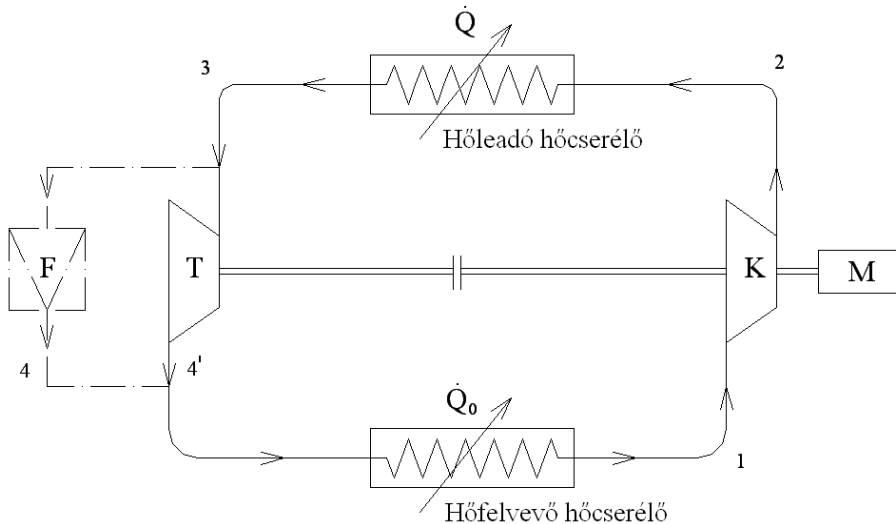 Q̇
3
2
Hőleadó hőcserélő
F
T
K
M
4
4'
Q̇₀
1
Hőfelvevő hőcserélő